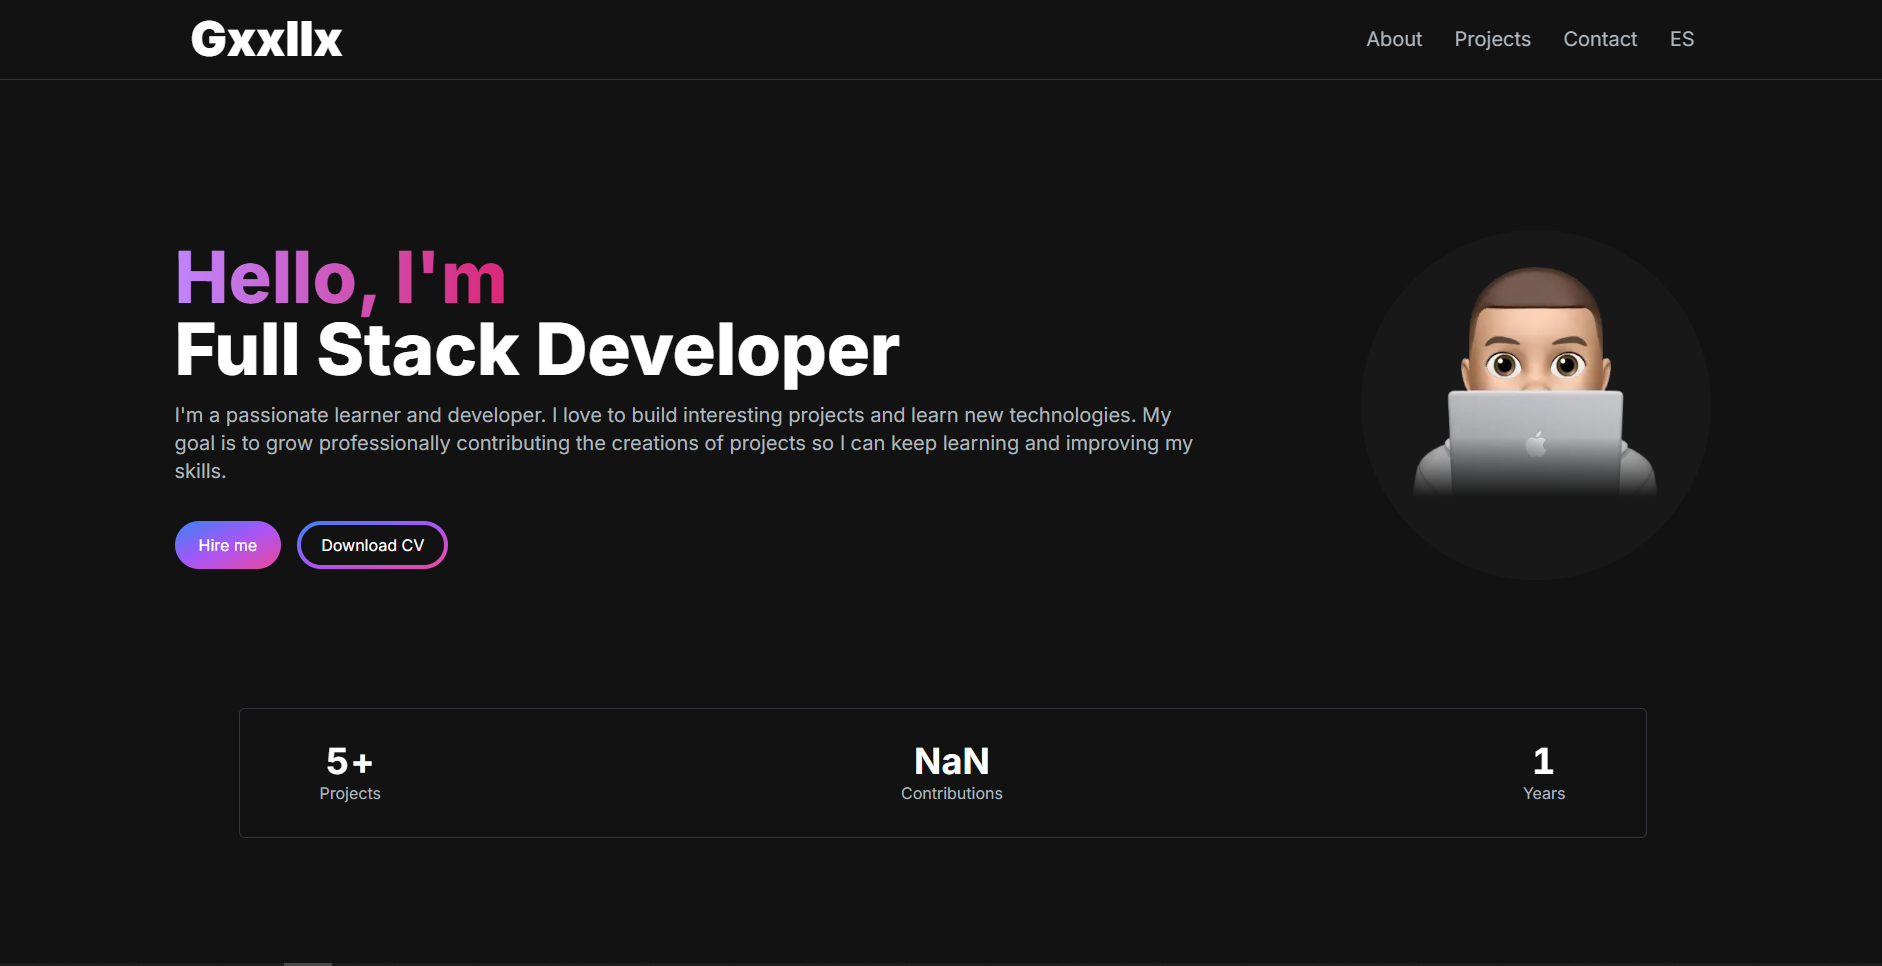 Gxxllx
About Projects Contact ES
Hello, I'm
Full Stack Developer
I'm a passionate learner and developer. I love to build interesting projects and learn new technologies. My
goal is to grow professionally contributing the creations of projects so I can keep learning and improving my
skills.
Hire me Download CV
5+ NaN 1
Projects Contributions Years